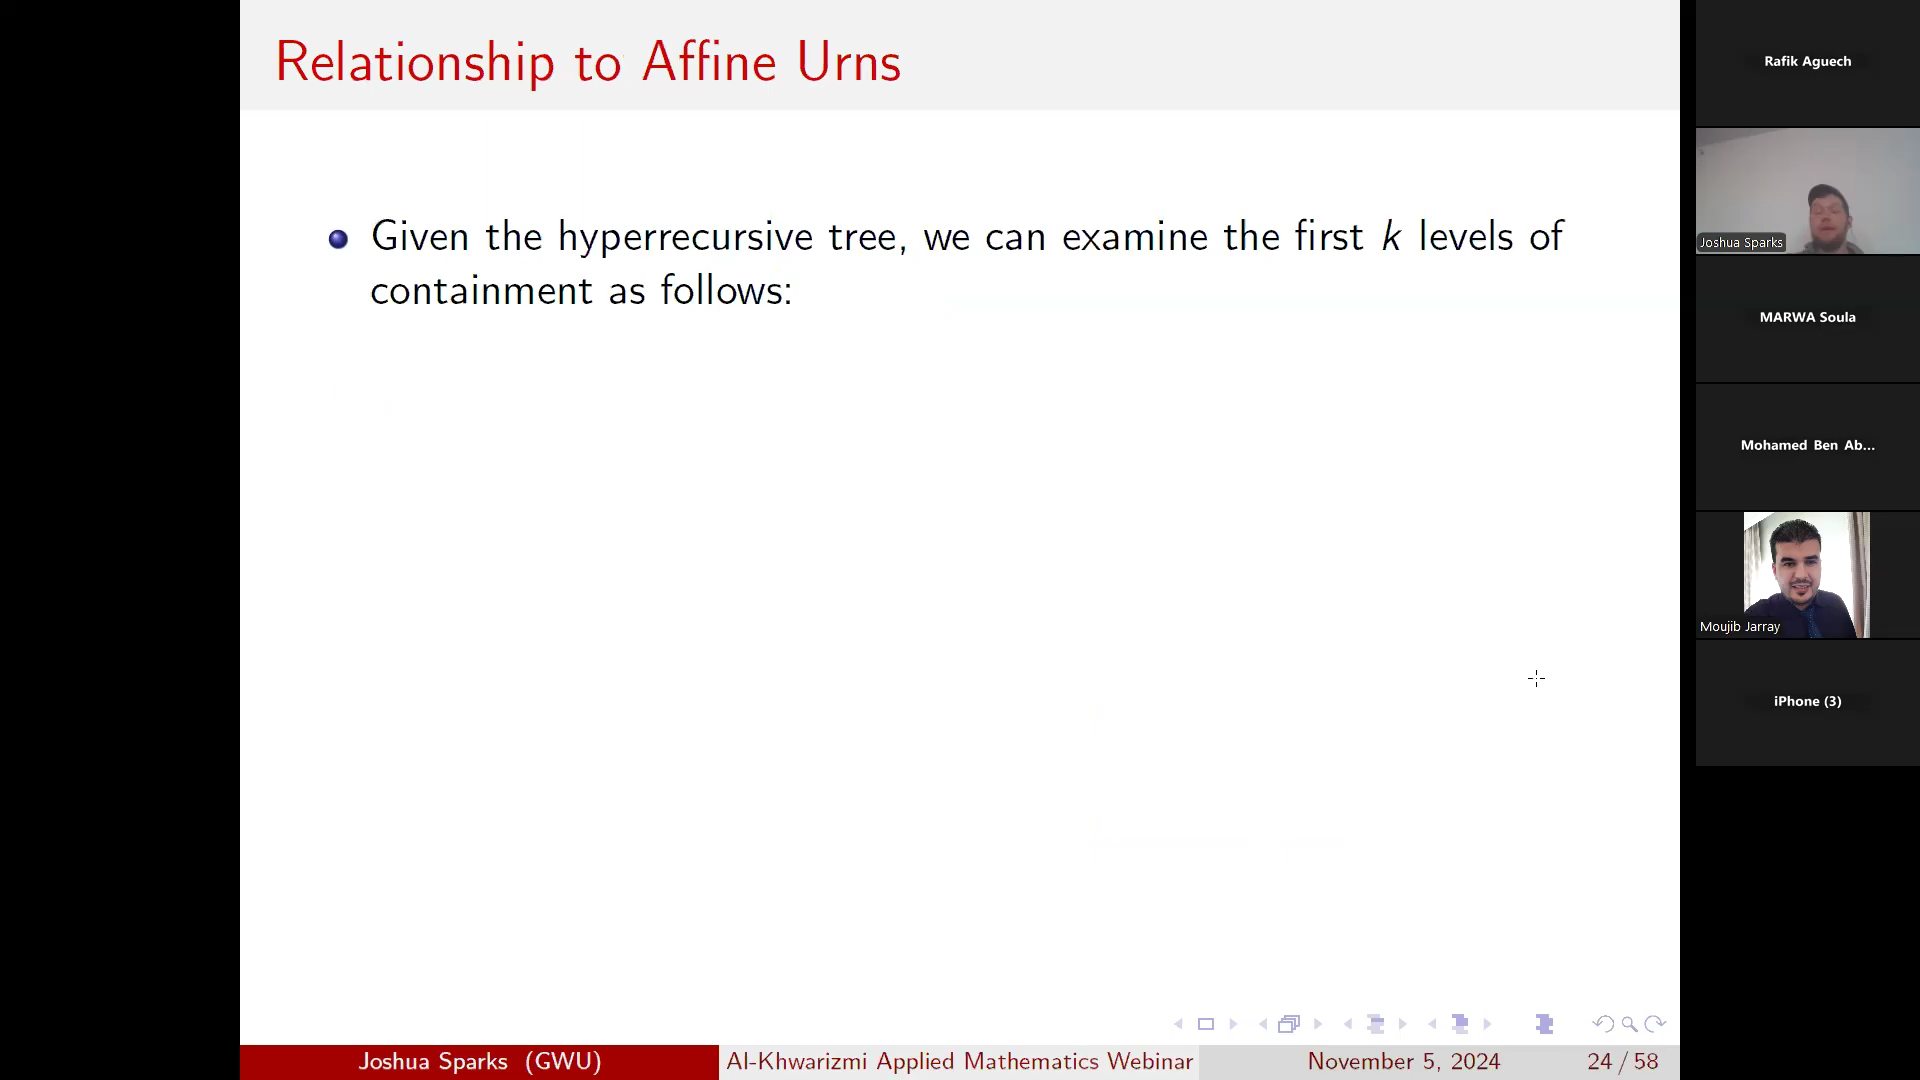 Relationship to Affine Urns
Given the hyperrecursive tree, we can examine the first k levels of
containment as follows:
Joshua Sparks (GWU)
Al-Khwarizmi Applied Mathematics Webinar
November 5, 2024
24 / 58
Rafik Aguech
Joshua Sparks
MARWA Soula
Mohamed Ben Ab...
Moujib Jarray
iPhone (3)